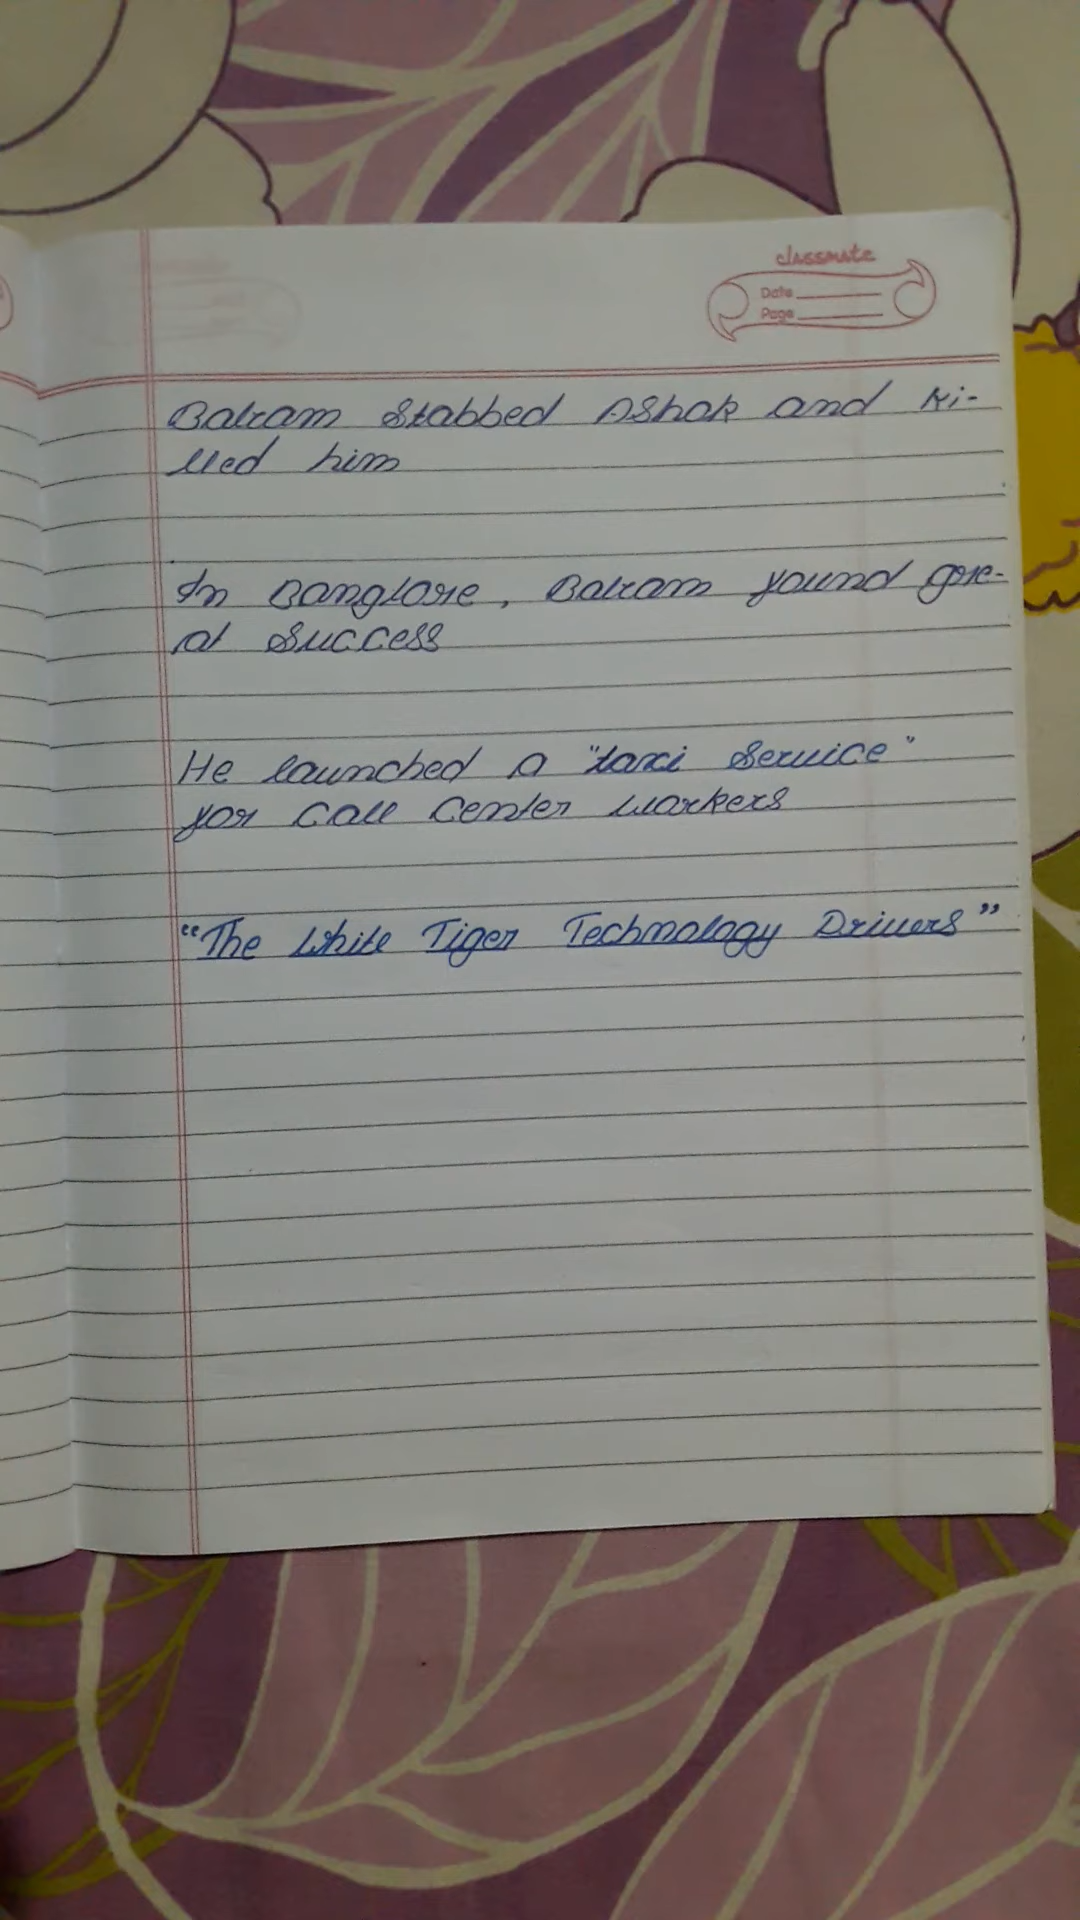 classmate
Date
Page
Balram stabbed Ashok and ki-
lled him
In Banglore, Balram found gre-
at success
He launched a "taxi service"
for call center workers
"The White Tiger Technology Drivers"